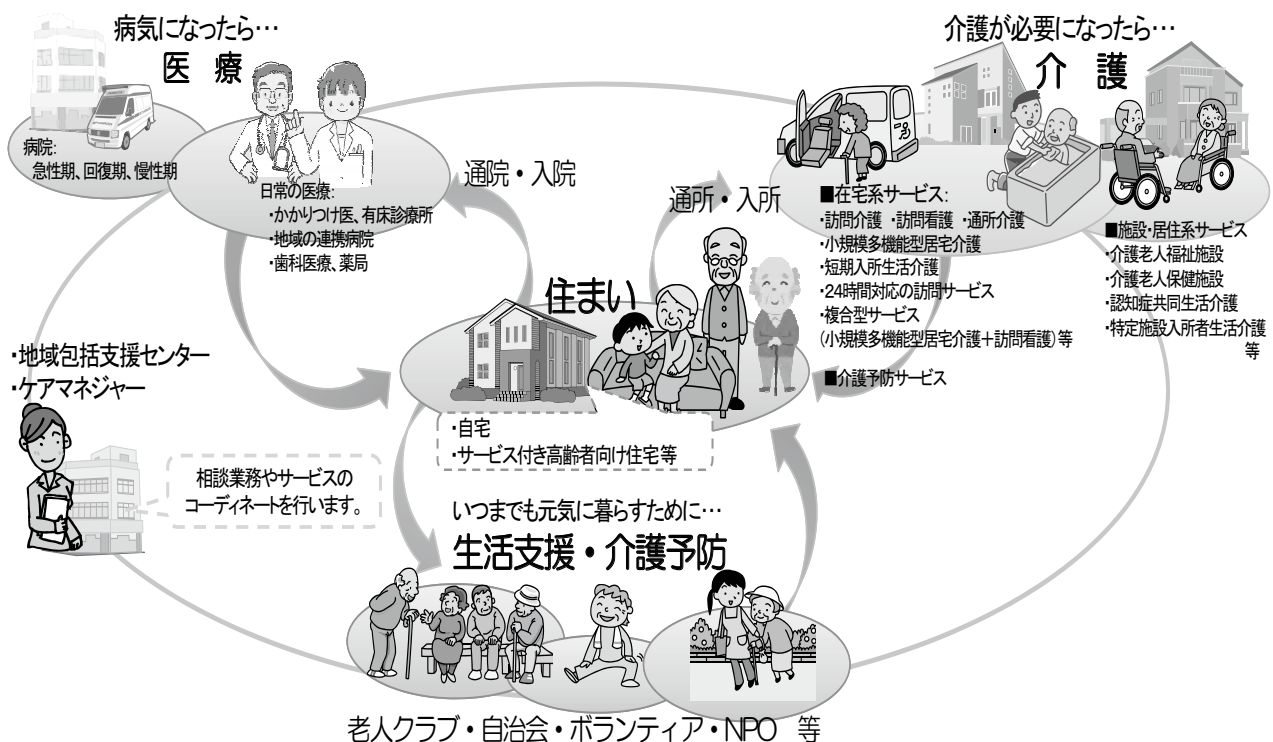 病気になったら…
医 療
病院:
急性期、回復期、慢性期
日常の医療:
・かかりつけ医、有床診療所
・地域の連携病院
・歯科医療、薬局
通院・入院
通所・入所
介護が必要になったら…
介 護
■在宅系サービス:
・訪問介護 ・訪問看護 ・通所介護
・小規模多機能型居宅介護
・短期入所生活介護
・24時間対応の訪問サービス
・複合型サービス
(小規模多機能型居宅介護+訪問看護)等
■介護予防サービス
■施設・居住系サービス
・介護老人福祉施設
・介護老人保健施設
・認知症共同生活介護
・特定施設入所者生活介護
等
住まい
・自宅
・サービス付き高齢者向け住宅等
・地域包括支援センター
・ケアマネジャー
相談業務やサービスの
コーディネートを行います。
いつまでも元気に暮らすために…
生活支援・介護予防
老人クラブ・自治会・ボランティア・NPO 等